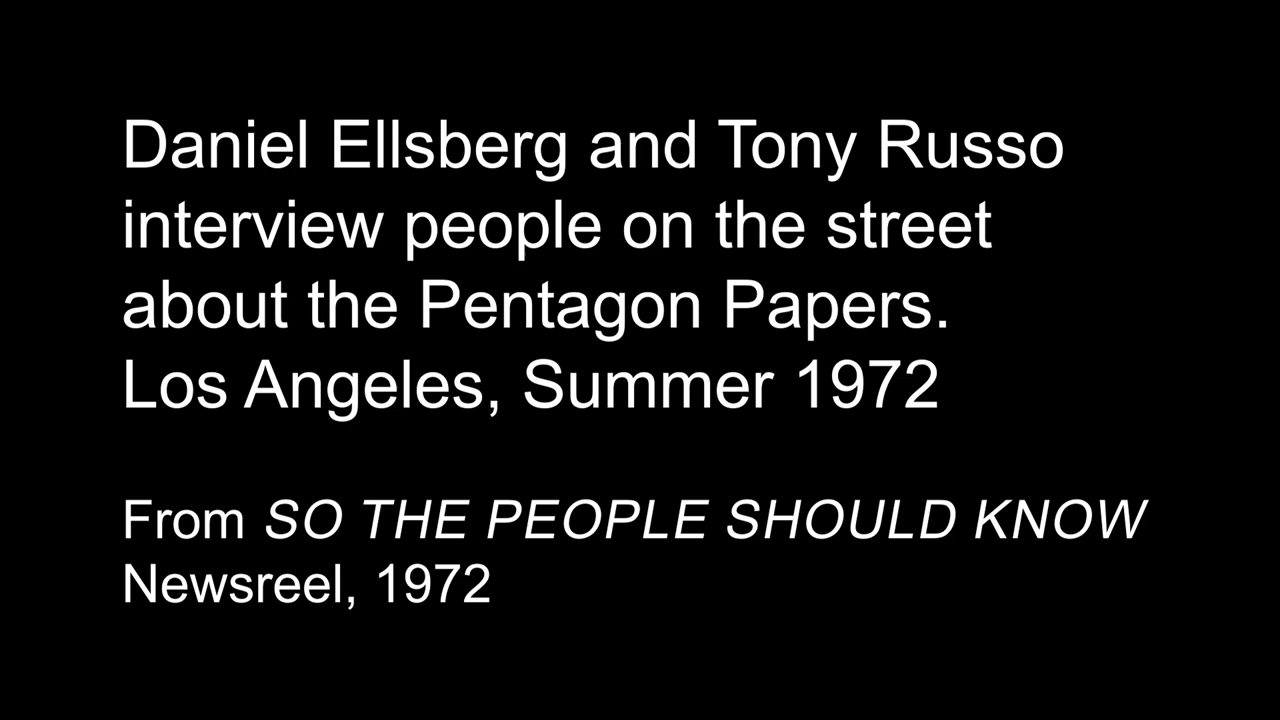 Daniel Ellsberg and Tony Russo
interview people on the street
about the Pentagon Papers.
Los Angeles, Summer 1972
From SO THE PEOPLE SHOULD KNOW
Newsreel, 1972